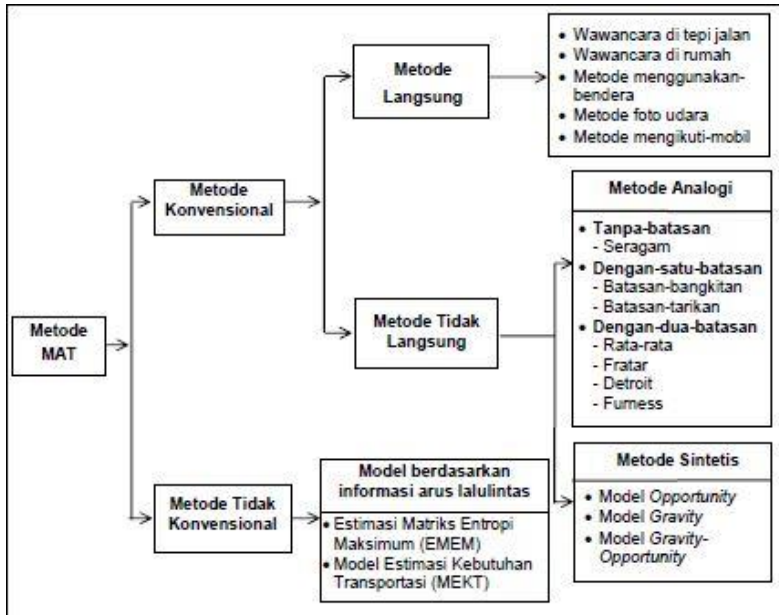 Metode
MAT
Metode
Konvensional
Metode
Langsung
• Wawancara di tepi jalan
• Wawancara di rumah
• Metode menggunakan-
bendera
• Metode foto udara
• Metode mengikuti-mobil
Metode Tidak
Langsung
Metode Analogi
• Tanpa-batasan
- Seragam
• Dengan-satu-batasan
- Batasan-bangkitan
- Batasan-tarikan
• Dengan-dua-batasan
- Rata-rata
- Fratar
- Detroit
- Furness
Metode Sintetis
• Model Opportunity
• Model Gravity
• Model Gravity-
Opportunity
Metode Tidak
Konvensional
Model berdasarkan
informasi arus lalulintas
• Estimasi Matriks Entropi
Maksimum (EMEM)
• Model Estimasi Kebutuhan
Transportasi (MEKT)